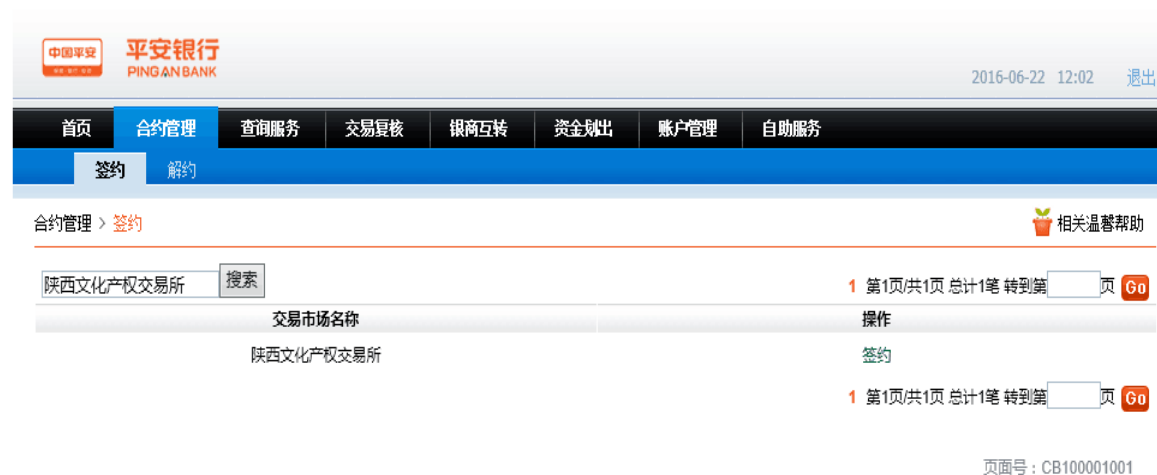 中国平安
平安银行
PINGAN BANK
2016-06-22 12:02 退出
首页 合约管理 查询服务 交易复核 银商互转 资金划出 账户管理 自助服务
签约 解约
合约管理 > 签约 相关温馨帮助
陕西文化产权交易所 搜索 1 第1页/共1页 总计1笔 转到第 页 Go
交易市场名称 操作
陕西文化产权交易所 签约
1 第1页/共1页 总计1笔 转到第 页 Go
页面号：CB100001001